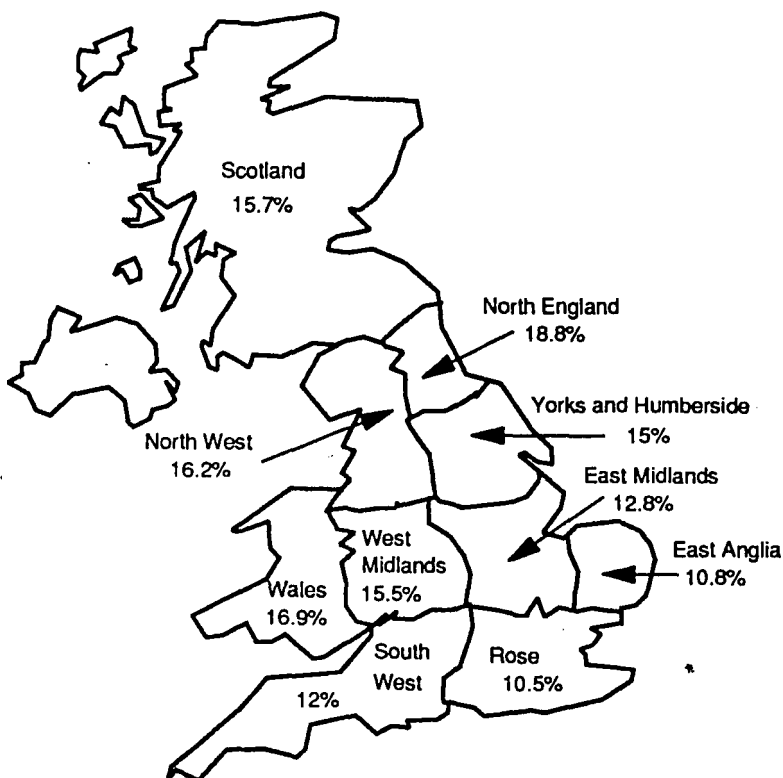 Scotland
15.7%
North England
18.8%
Yorks and Humberside
15%
North West
16.2%
East Midlands
12.8%
West
Midlands
15.5%
East Anglia
10.8%
Wales
16.9%
South
West
12%
Rose
10.5%